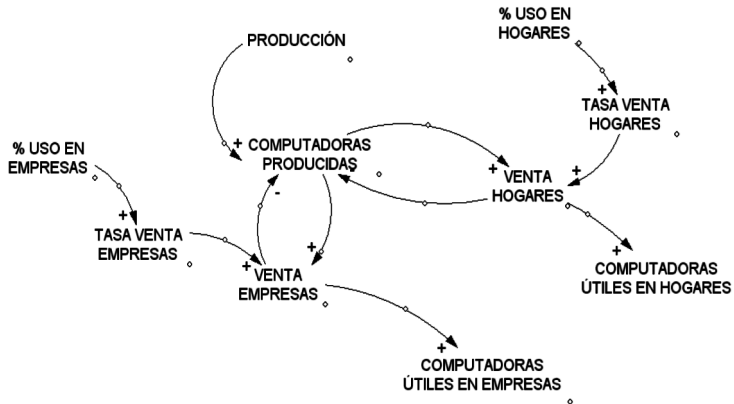 % USO EN
HOGARES
PRODUCCIÓN
+
TASA VENTA
HOGARES
+ COMPUTADORAS
PRODUCIDAS
-
% USO EN
EMPRESAS
+ VENTA
HOGARES
+
-
+
TASA VENTA
EMPRESAS
+
+
+ VENTA
EMPRESAS
COMPUTADORAS
ÚTILES EN HOGARES
+
COMPUTADORAS
ÚTILES EN EMPRESAS